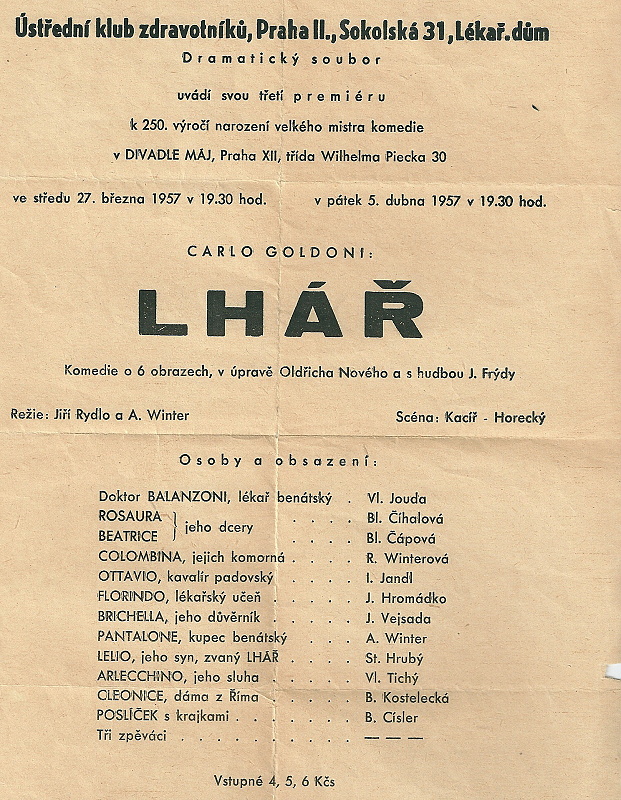 Ústřední klub zdravotníků, Praha II., Sokolská 31, Lékař. dům
Dramatický soubor
uvádí svou třetí premiéru
k 250. výročí narození velkého mistra komedie
v DIVADLE MÁJ, Praha XII, třída Wilhelma Piecka 30
ve středu 27. března 1957 v 19.30 hod. v pátek 5. dubna 1957 v 19.30 hod.
CARLO GOLDONI:
LHÁŘ
Komedie o 6 obrazech, v úpravě Oldřicha Nového a s hudbou J. Frýdy
Režie: Jiří Rydlo a A. Winter Scéna: Kacíř - Horecký
Osoby a obsazení:
Doktor BALANZONI, lékař benátský . Vl. Jouda
ROSAURA } jeho dcery . . . . Bl. Číhalová
BEATRICE . . . . Bl. Čápová
COLOMBINA, jejich komorná . . . . R. Winterová
OTTAVIO, kavalír padovský . . . . I. Jandl
FLORINDO, lékařský učeň . . . . . J. Hromádko
BRICHELLA, jeho důvěrník . . . . . J. Vejsada
PANTALONE, kupec benátský . . . . A. Winter
LELIO, jeho syn, zvaný LHÁŘ . . . . St. Hrubý
ARLECCHINO, jeho sluha . . . . . Vl. Tichý
CLEONICE, dáma z Říma . . . . . B. Kostelecká
POSLÍČEK s krajkami . . . . . . . B. Císler
Tři zpěváci . . . . . . . . . . — — —
Vstupné 4, 5, 6 Kčs